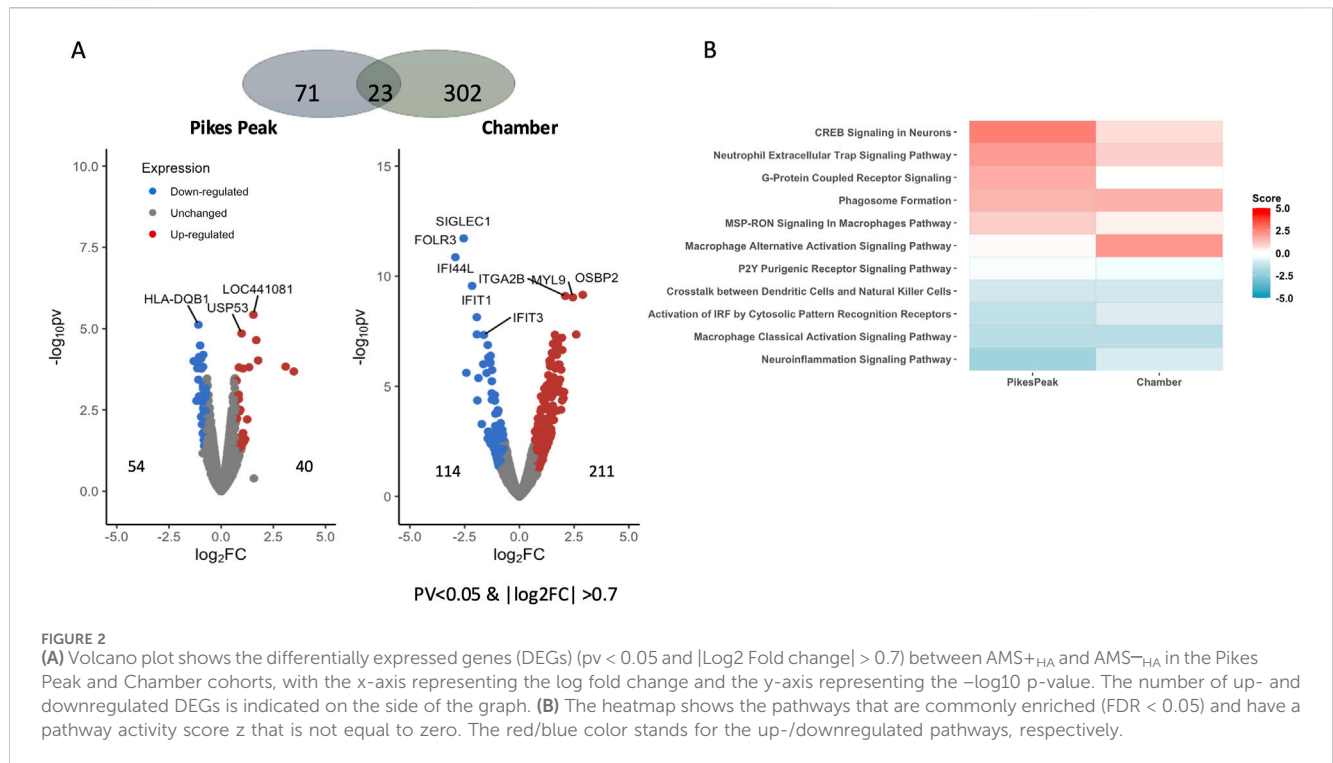 A
71
23
302
Pikes Peak
Chamber
Expression
Down-regulated
Unchanged
Up-regulated
10.0
7.5
5.0
2.5
0.0
-log10pv
HLA-DQB1
USP53
LOC441081
54
40
-5.0
-2.5
0.0
2.5
5.0
log2FC
15
10
5
0
-log10pv
SIGLEC1
FOLR3
IFI44L
ITGA2B
MYL9
OSBP2
IFIT1
IFIT3
114
211
-5.0
-2.5
0.0
2.5
5.0
log2FC
PV<0.05 & |log2FC| >0.7
B
CREB Signaling in Neurons
Neutrophil Extracellular Trap Signaling Pathway
G-Protein Coupled Receptor Signaling
Phagosome Formation
MSP-RON Signaling In Macrophages Pathway
Macrophage Alternative Activation Signaling Pathway
P2Y Purigenic Receptor Signaling Pathway
Crosstalk between Dendritic Cells and Natural Killer Cells
Activation of IRF by Cytosolic Pattern Recognition Receptors
Macrophage Classical Activation Signaling Pathway
Neuroinflammation Signaling Pathway
PikesPeak
Chamber
Score
5.0
2.5
0.0
-2.5
-5.0
FIGURE 2
(A) Volcano plot shows the differentially expressed genes (DEGs) (pv < 0.05 and |Log2 Fold change| > 0.7) between AMS+HA and AMS−HA in the Pikes
Peak and Chamber cohorts, with the x-axis representing the log fold change and the y-axis representing the –log10 p-value. The number of up- and
downregulated DEGs is indicated on the side of the graph. (B) The heatmap shows the pathways that are commonly enriched (FDR < 0.05) and have a
pathway activity score z that is not equal to zero. The red/blue color stands for the up-/downregulated pathways, respectively.